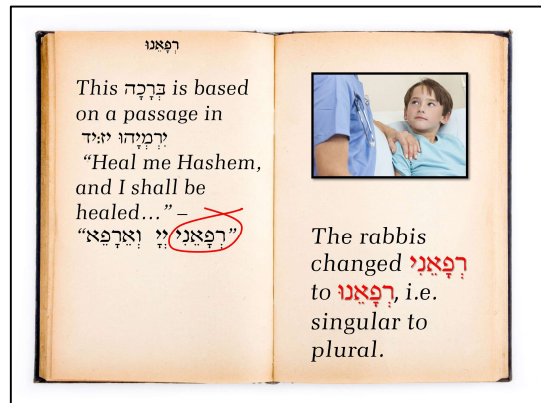 רְפָאֵנוּ
This בְּרָכָה is based
on a passage in
יִרְמְיָהוּ יז:יד
“Heal me Hashem,
and I shall be
healed...” –
“רְפָאֵנִי יְיָ וְאֵרָפֵא”
The rabbis
changed רְפָאֵנִי
to רְפָאֵנוּ, i.e.
singular to
plural.